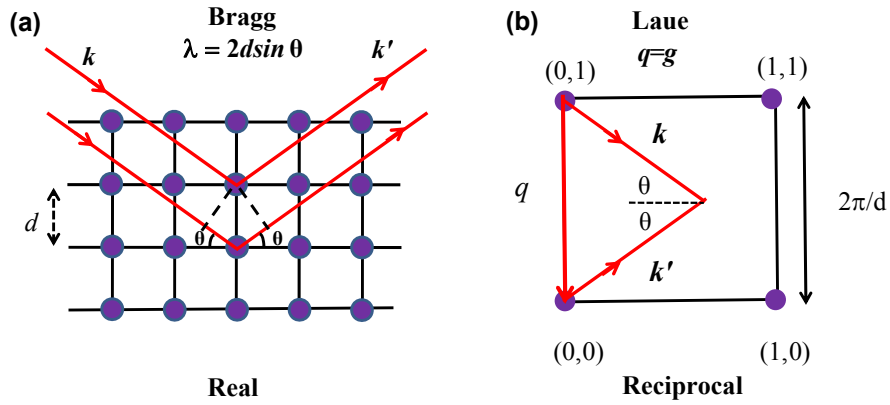 (a)
Bragg
λ = 2dsin θ
k
k'
d
θ
θ
Real
(b)
Laue
q=g
(0,1)
(1,1)
k
q
θ
θ
2π/d
k'
(0,0)
(1,0)
Reciprocal